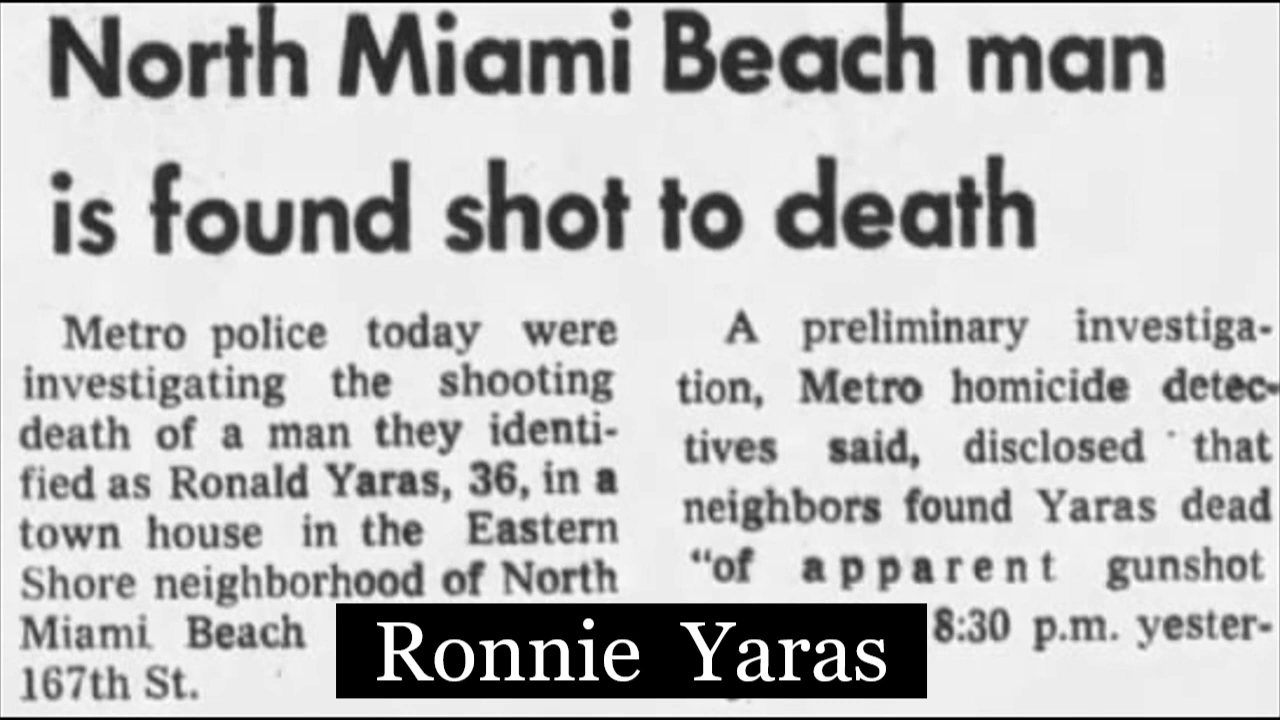 North Miami Beach man
is found shot to death
Metro police today were
investigating the shooting
death of a man they identi-
fied as Ronald Yaras, 36, in a
town house in the Eastern
Shore neighborhood of North
Miami Beach
167th St.
A preliminary investiga-
tion, Metro homicide detec-
tives said, disclosed that
neighbors found Yaras dead
“of apparent gunshot
8:30 p.m. yester-
Ronnie Yaras